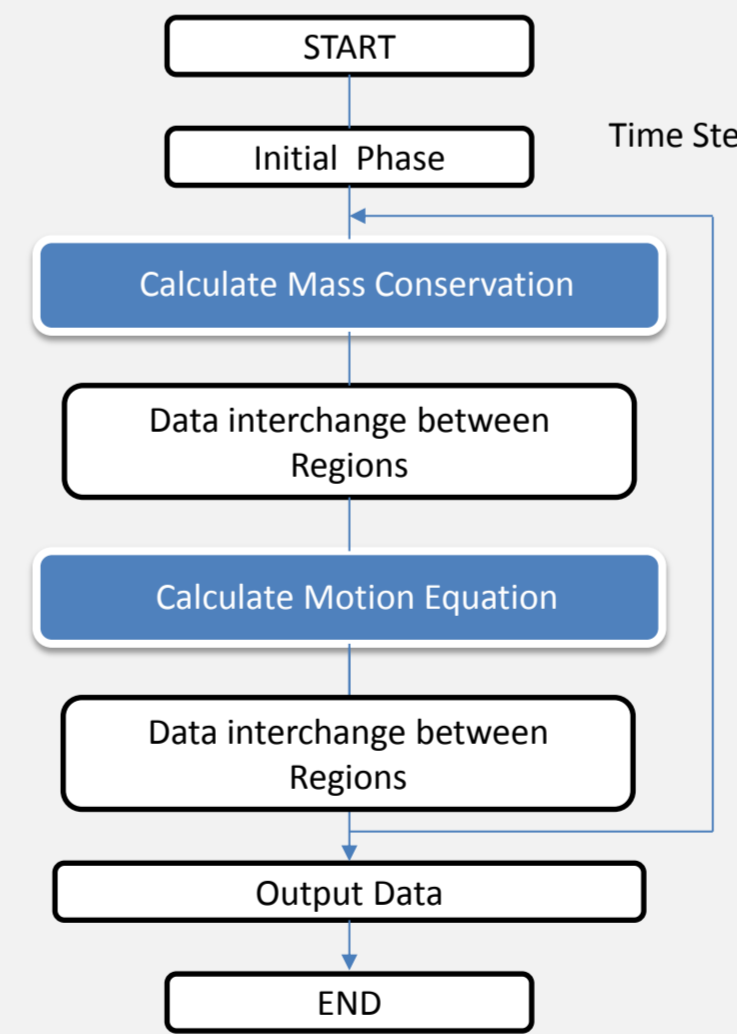 START
Initial Phase
Time Ste
Calculate Mass Conservation
Data interchange between
Regions
Calculate Motion Equation
Data interchange between
Regions
Output Data
END